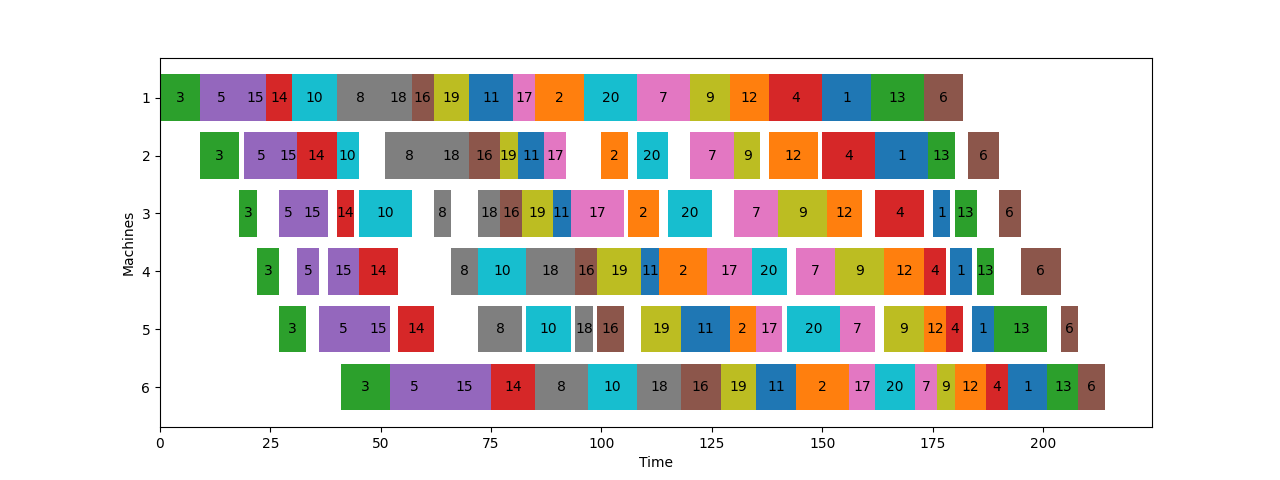 1 3 5 15 14 10 8 18 16 19 11 17 2 20 7 9 12 4 1 13 6
2 3 5 15 14 10 8 18 16 19 11 17 2 20 7 9 12 4 1 13 6
3 3 5 15 14 10 8 18 16 19 11 17 2 20 7 9 12 4 1 13 6
4 3 5 15 14 8 10 18 16 19 11 2 17 20 7 9 12 4 1 13 6
5 3 5 15 14 8 10 18 16 19 11 2 17 20 7 9 12 4 1 13 6
6 3 5 15 14 8 10 18 16 19 11 2 17 20 7 9 12 4 1 13 6
Machines
0 25 50 75 100 125 150 175 200
Time